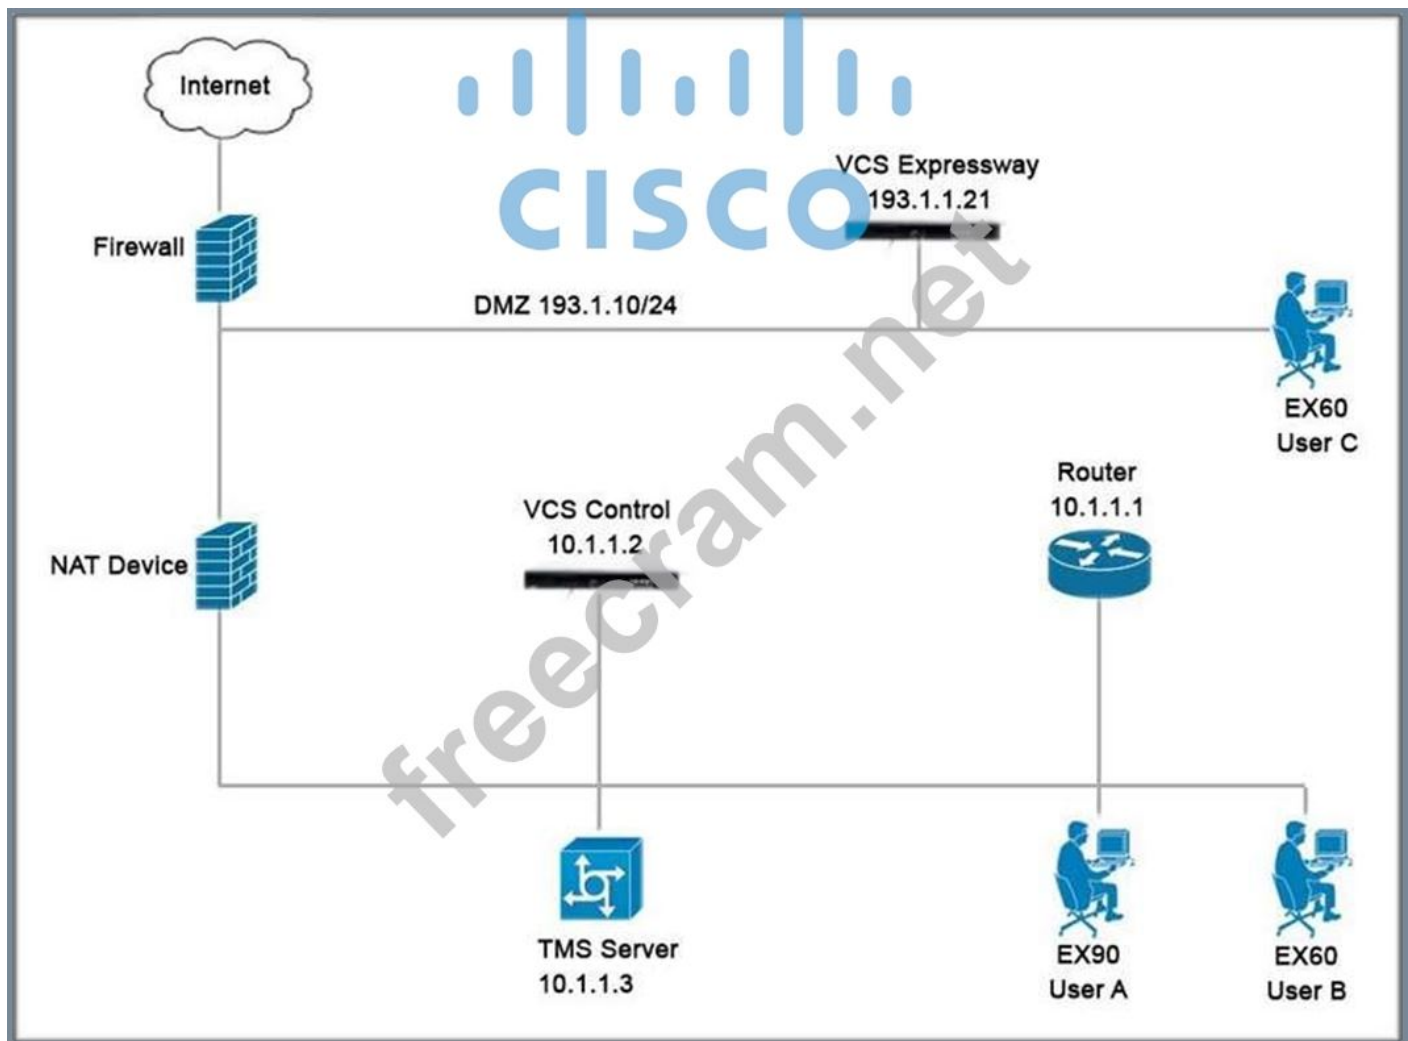 Internet
CISCO
VCS Expressway
193.1.1.21
Firewall
DMZ 193.1.10/24
EX60
User C
Router
10.1.1.1
VCS Control
10.1.1.2
NAT Device
freecram.net
TMS Server
10.1.1.3
EX90
User A
EX60
User B